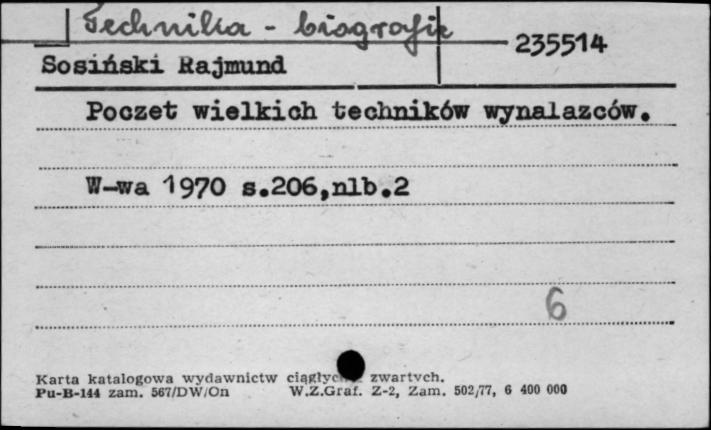 Technika - biografie
235514
Sosiński Rajmund
Poczet wielkich techników wynalazców.
W-wa 1970 s.206,nlb.2
6
Karta katalogowa wydawnictw zwartych.
Pu-B-144 zam. 567/DW/On W.Z.Graf. Z-2, Zam. 502/77, 6 400 000